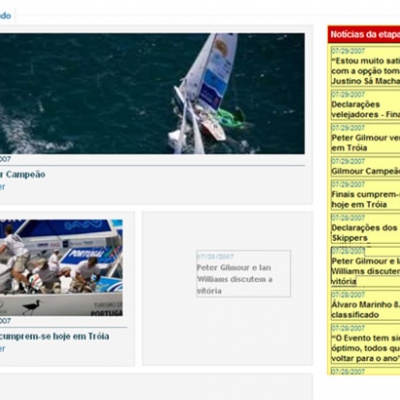 do
007
r Campeão
er
007
cumprem-se hoje em Tróia
er
07/28/2007
Peter Gilmour e Ian
Williams discutem a
vitória
PORTUGAL
Notícias da etapa
07/29/2007
“Estou muito sati
com a opção tom
Justino Sá Macha
07/29/2007
Declarações
velejadores - Fina
07/29/2007
Peter Gilmour ve
em Tróia
07/29/2007
Gilmour Campeã
07/29/2007
Finais cumprem-s
hoje em Tróia
07/28/2007
Declarações dos
Skippers
07/28/2007
Peter Gilmour e Ia
Williams discutem
vitória
07/28/2007
Álvaro Marinho 8.
classificado
07/28/2007
“O Evento tem si
óptimo, todos qu
voltar para o ano”
07/28/2007